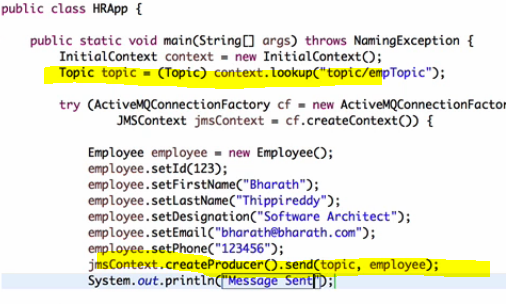 public class HRApp {
public static void main(String[] args) throws NamingException {
InitialContext context = new InitialContext();
Topic topic = (Topic) context.lookup("topic/empTopic");
try (ActiveMQConnectionFactory cf = new ActiveMQConnectionFactor
JMSContext jmsContext = cf.createContext()) {
Employee employee = new Employee();
employee.setId(123);
employee.setFirstName("Bharath");
employee.setLastName("Thippireddy");
employee.setDesignation("Software Architect");
employee.setEmail("bharath@bharath.com");
employee.setPhone("123456");
jmsContext.createProducer().send(topic, employee);
System.out.println("Message Sent");